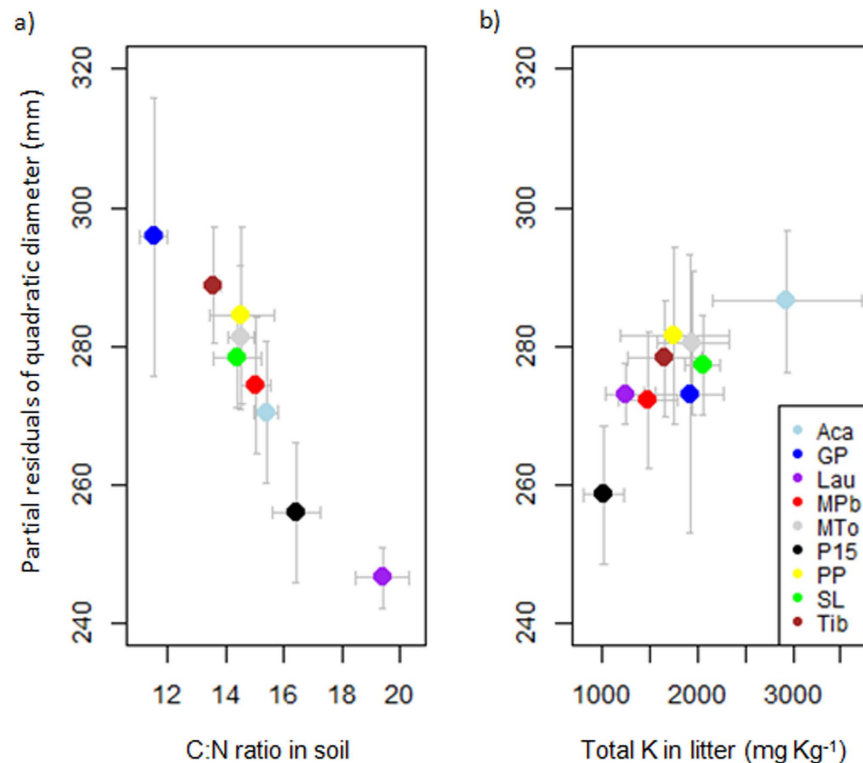 a)
b)
Partial residuals of quadratic diameter (mm)
320
300
280
260
240
12 14 16 18 20
C:N ratio in soil
320
300
280
260
240
1000 2000 3000
Total K in litter (mg Kg-1)
Aca
GP
Lau
MPb
MTo
P15
PP
SL
Tib